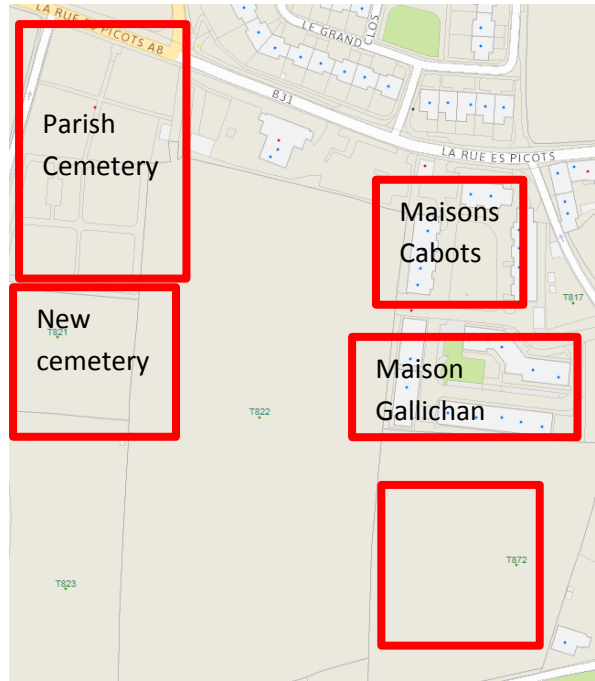 LA RUE ES PICOTS A8
LE GRAND
CLOS
B31
LA RUE ES PICOTS
Parish
Cemetery
Maisons
Cabots
T817
New
T821
cemetery
Maison
Gallichan
T822
T872
T823